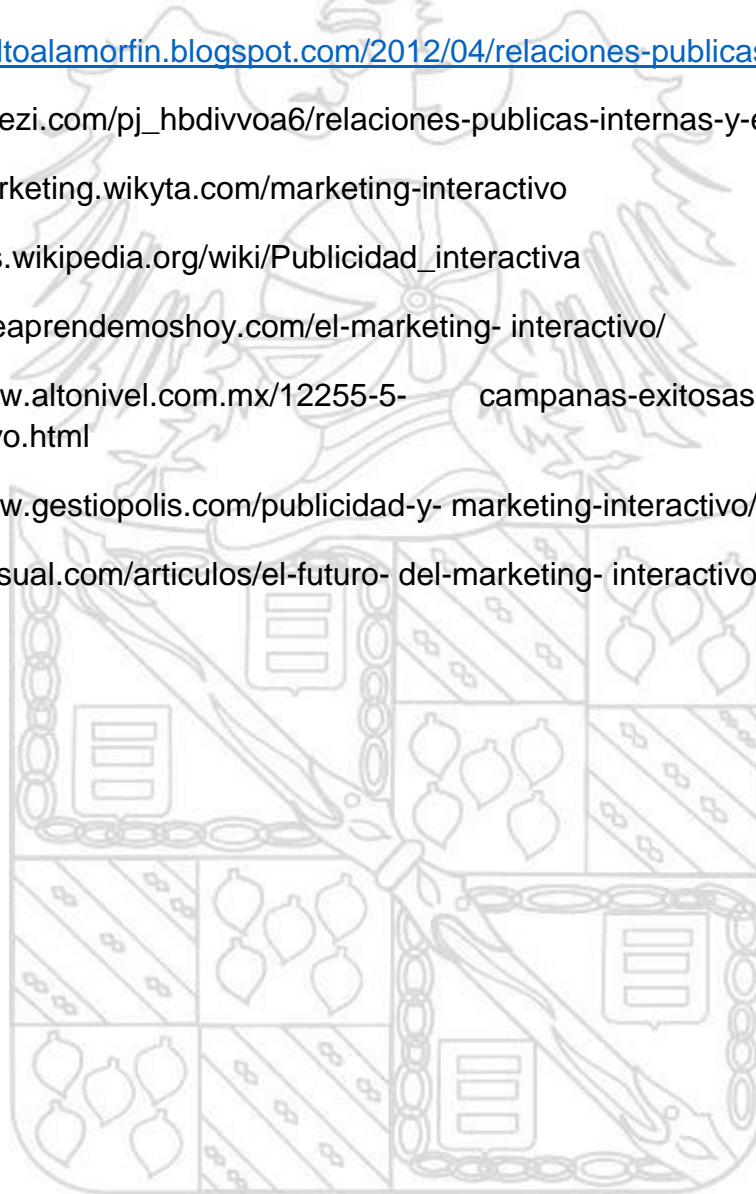 ltoalamorfin.blogspot.com/2012/04/relaciones-publicas
ezi.com/pj_hbdivvoa6/relaciones-publicas-internas-y-e
rketing.wikyta.com/marketing-interactivo
s.wikipedia.org/wiki/Publicidad_interactiva
eaprendemoshoy.com/el-marketing- interactivo/
w.altonivel.com.mx/12255-5- campanas-exitosas
vo.html
w.gestiopolis.com/publicidad-y- marketing-interactivo/
sual.com/articulos/el-futuro- del-marketing- interactivo